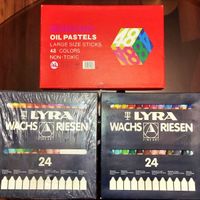 OIL PASTELS
LARGE SIZE STICKS
48 COLORS
NON-TOXIC
48
LYRA
WACHS RIESEN
24
LYRA
WACHS RIESEN
24